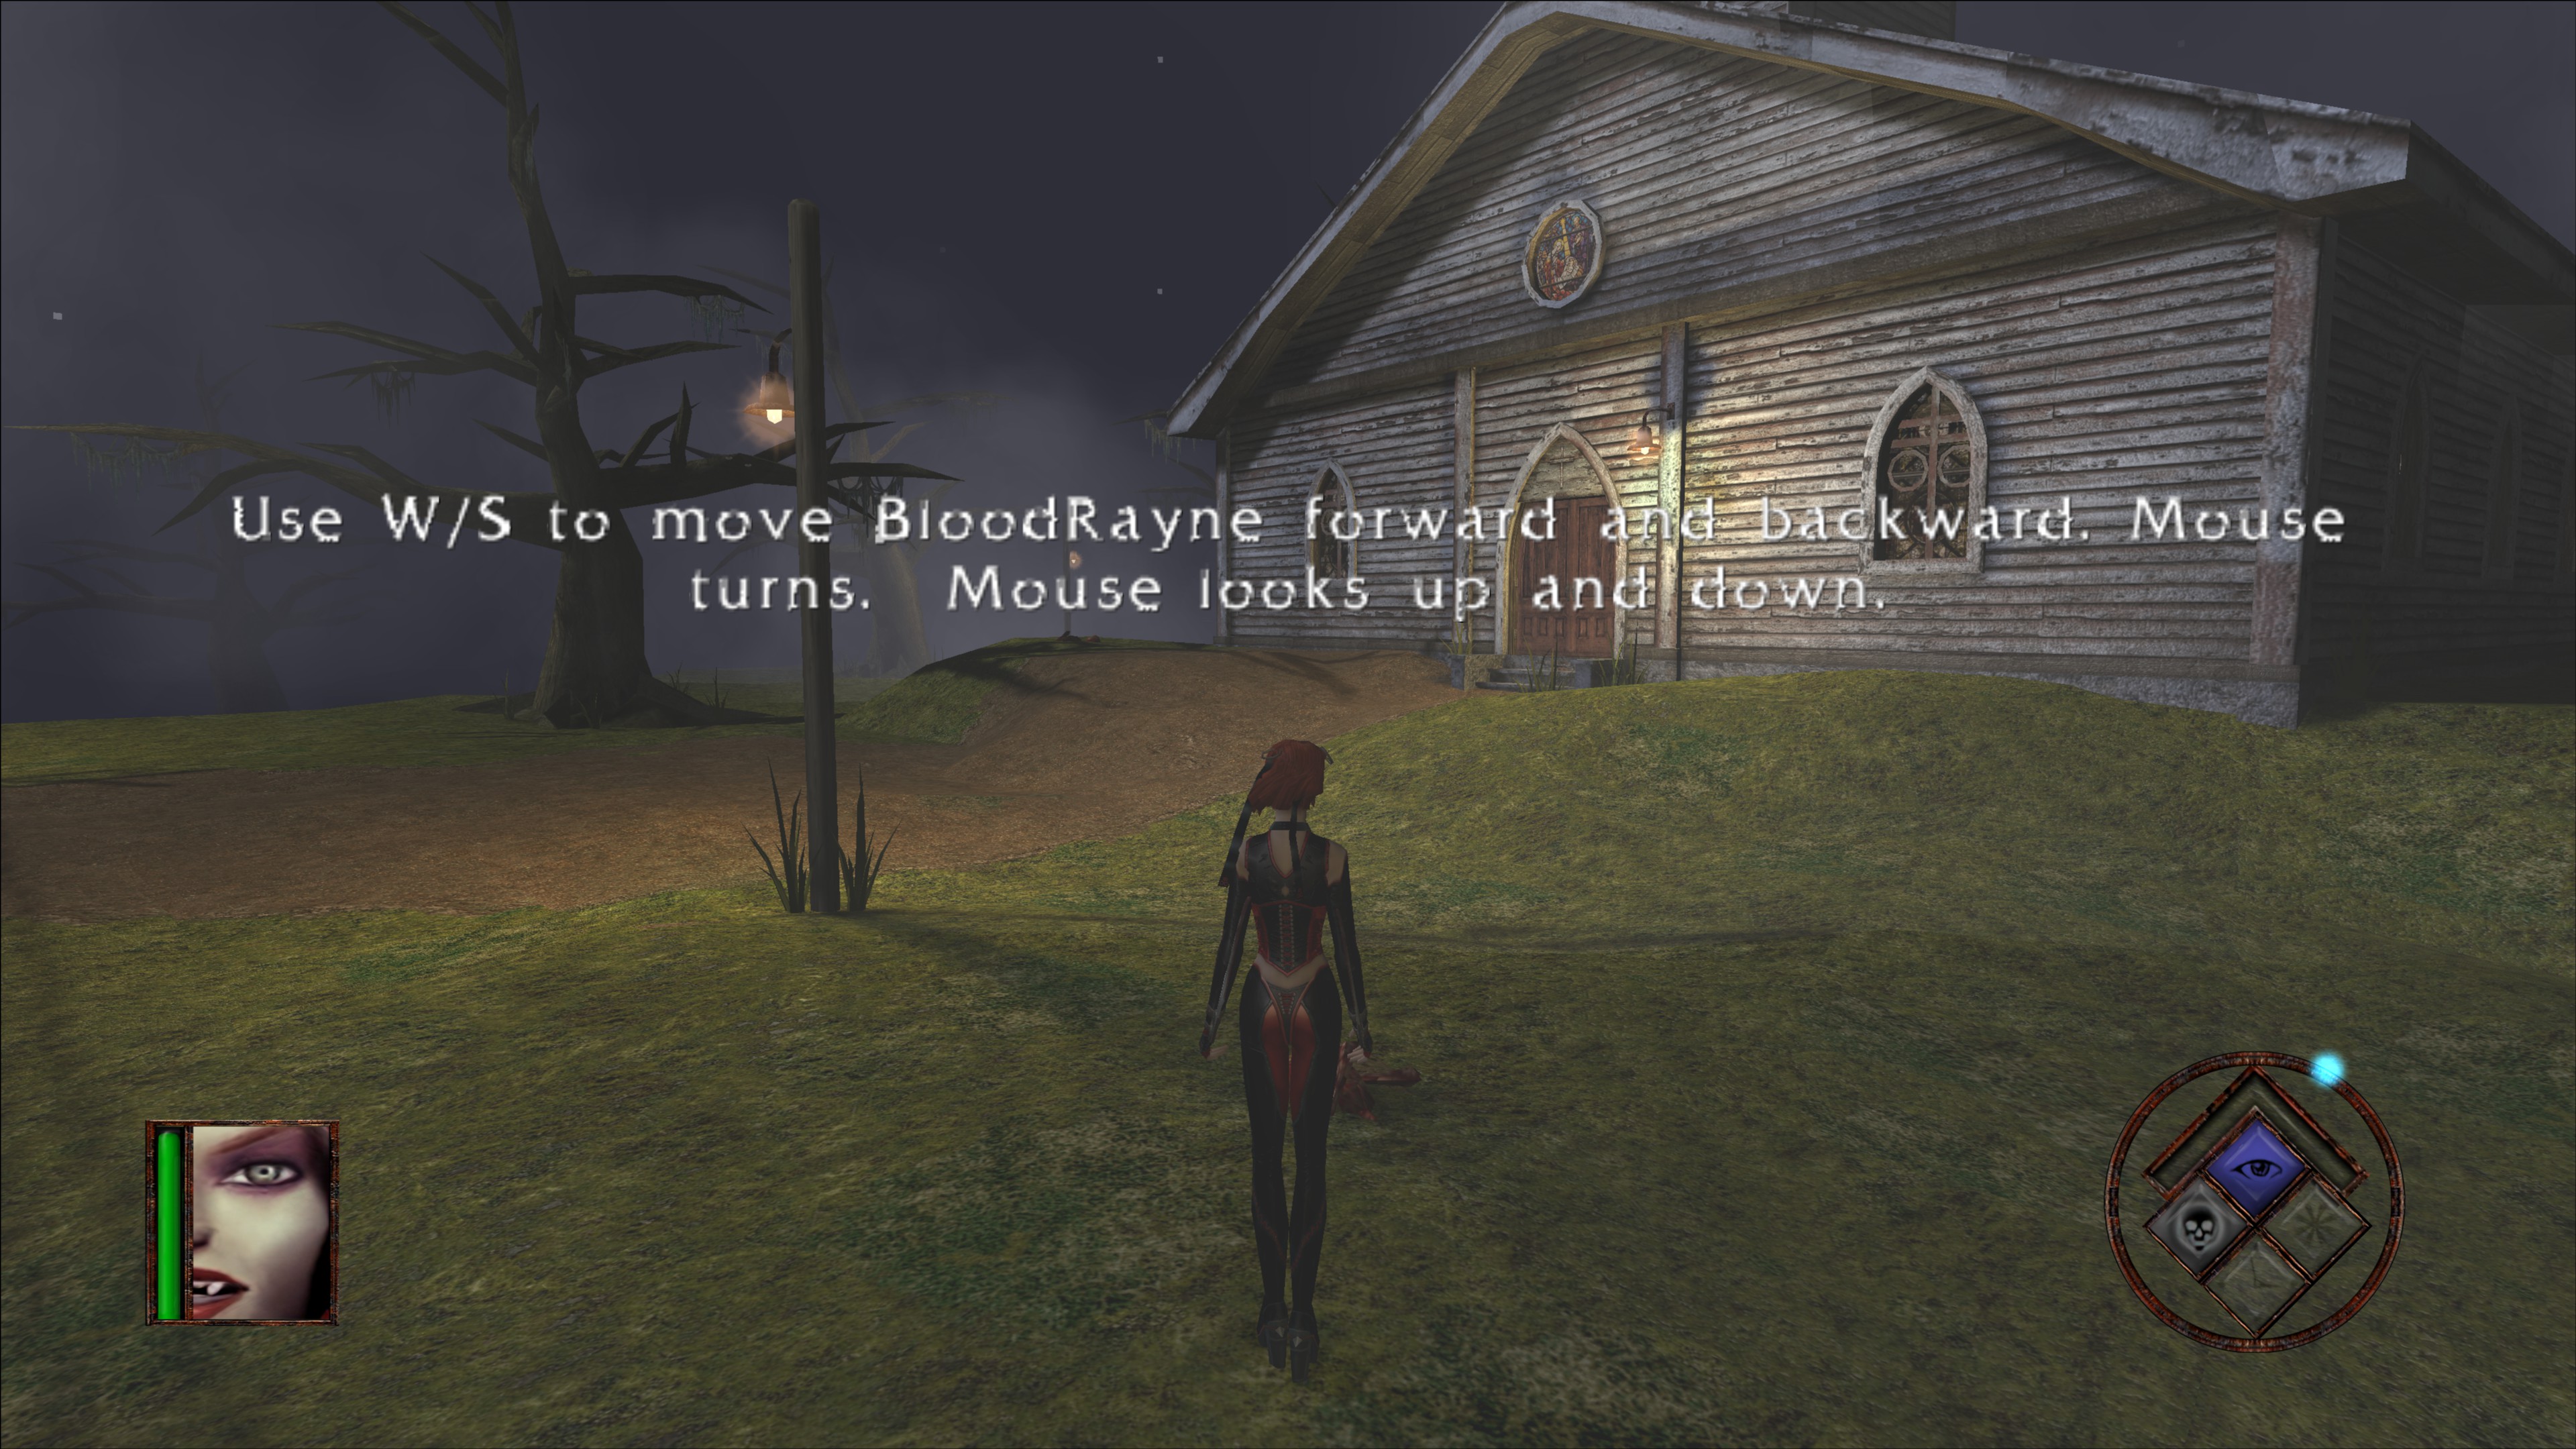 Use W/S to move BloodRayne forward and backward. Mouse
turns.  Mouse looks up and down.